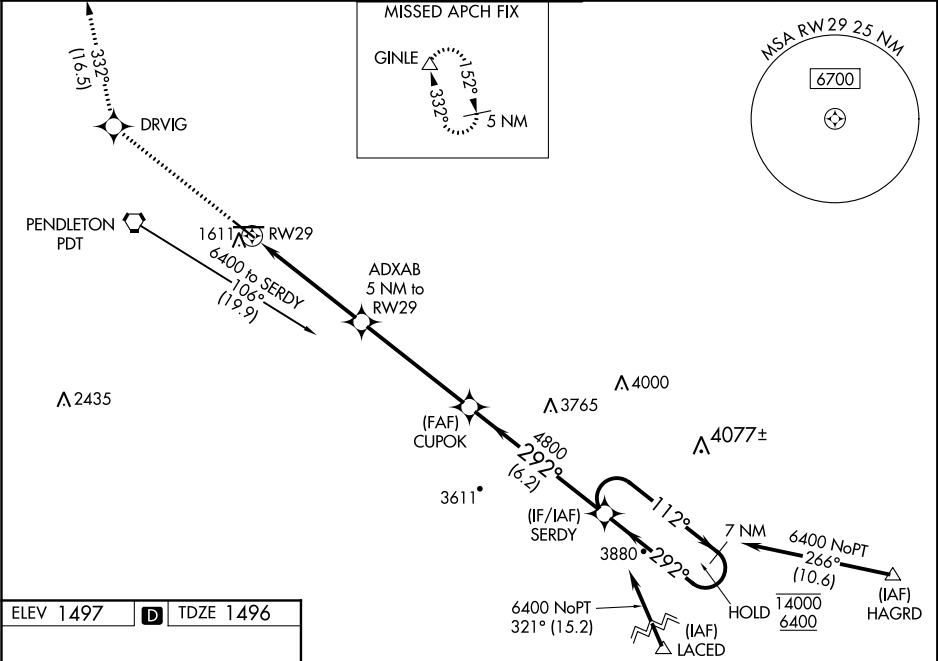 MISSED APCH FIX
GINLE
152°
332°
5 NM
MSA RW29 25 NM
6700
332°
(16.5)
DRVIG
PENDLETON
PDT
1611
RW29
6400 to SERDY
106°
(19.9)
ADXAB
5 NM to
RW29
2435
4000
3765
4077±
(FAF)
CUPOK
4800
292°
(6.2)
3611
(IF/IAF)
SERDY
112°
7 NM
3880
292°
6400 NoPT
266°
(10.6)
(IAF)
HAGRD
HOLD
14000
6400
6400 NoPT
321° (15.2)
(IAF)
LACED
ELEV 1497
D
TDZE 1496